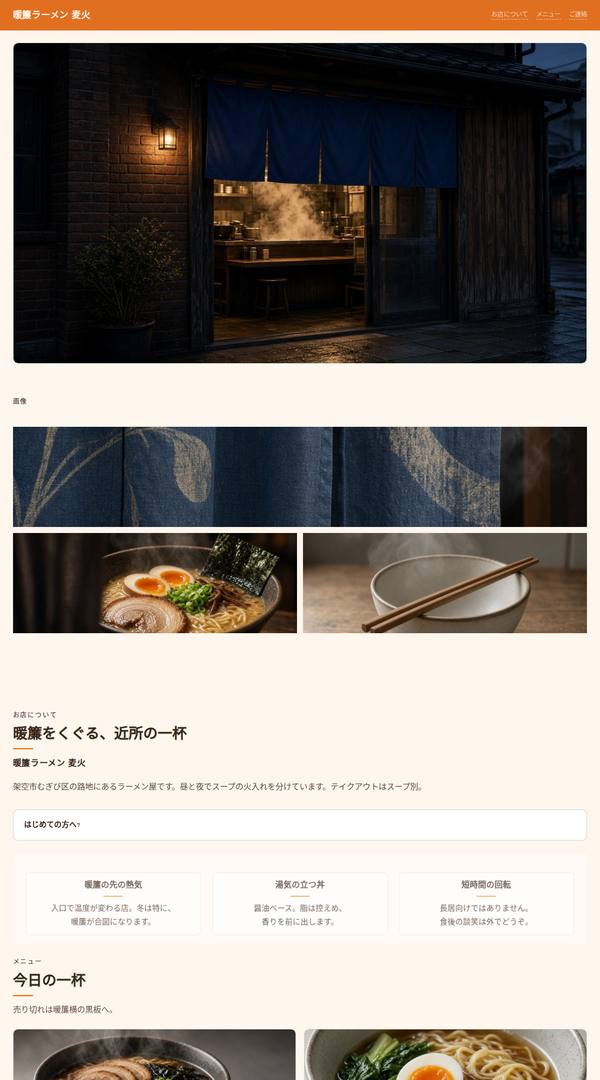 暖簾ラーメン 麦火
お店について メニュー ご連絡
画像
お店について
暖簾をくぐる、近所の一杯
暖簾ラーメン 麦火
架空市むぎび区の路地にあるラーメン屋です。昼と夜でスープの火入れを分けています。テイクアウトはスープ別。
はじめての方へ?
暖簾の先の熱気
入口で温度が変わる店。冬は特に、
暖簾が合図になります。
湯気の立つ丼
醤油ベース。脂は控えめ、
香りを前に出します。
短時間の回転
長居向けではありません。
食後の談笑は外でどうぞ。
メニュー
今日の一杯
売り切れは暖簾横の黒板へ。